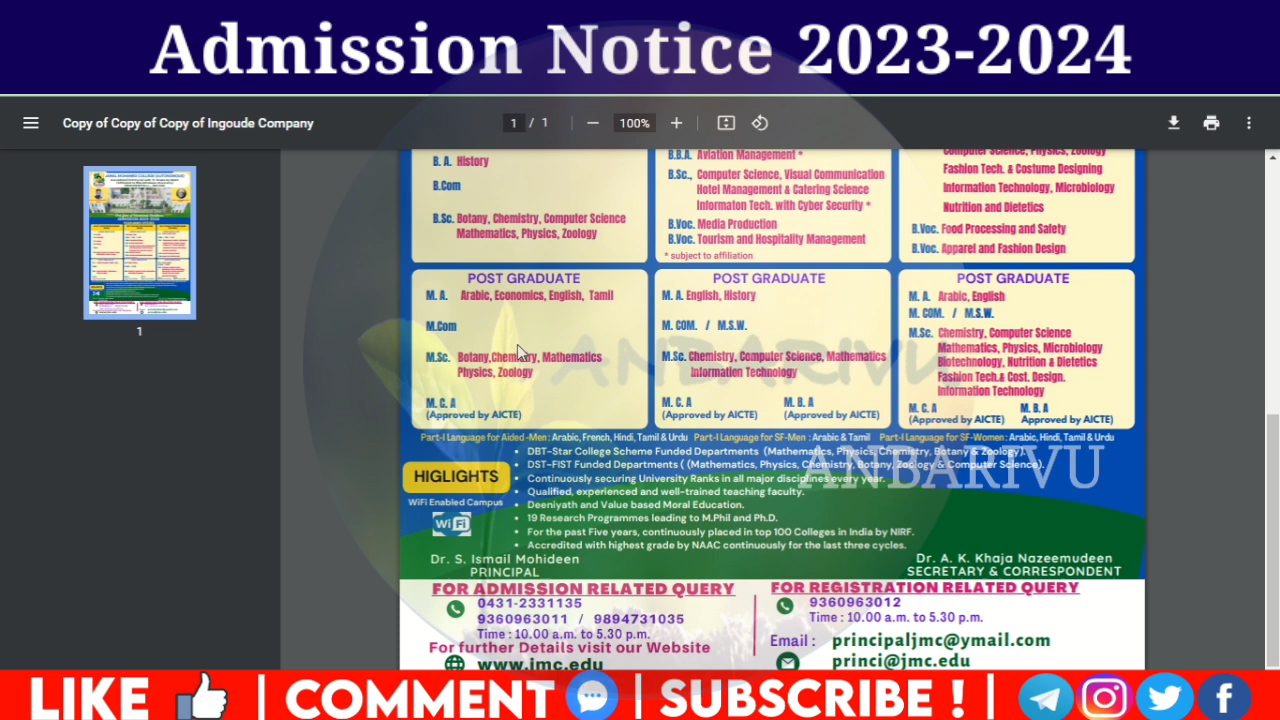 Admission Notice 2023-2024
Copy of Copy of Copy of Ingoude Company
1 / 1
100%
1
B. A. History
B.Com
B.Sc. Botany, Chemistry, Computer Science
Mathematics, Physics, Zoology
B.B.A. Aviation Management *
B.Sc., Computer Science, Visual Communication
Hotel Management & Catering Science
Informaton Tech. with Cyber Security *
B.Voc. Media Production
B.Voc. Tourism and Hospitality Management
* subject to affiliation
Computer Science, Physics, Zoology
Fashion Tech. & Costume Designing
Information Technology, Microbiology
Nutrition and Dietetics
B.Voc. Food Processing and Safety
B.Voc. Apparel and Fashion Design
POST GRADUATE
M. A. Arabic, Economics, English, Tamil
M.Com
M.Sc. Botany,Chemistry, Mathematics
Physics, Zoology
M. C. A
(Approved by AICTE)
POST GRADUATE
M. A. English, History
M. COM. / M.S.W.
M.Sc. Chemistry, Computer Science, Mathematics
Information Technology
M. C. A M. B. A
(Approved by AICTE) (Approved by AICTE)
POST GRADUATE
M. A. Arabic, English
M. COM. / M.S.W.
M.Sc. Chemistry, Computer Science
Mathematics, Physics, Microbiology
Biotechnology, Nutrition & Dietetics
Fashion Tech.& Cost. Design.
Information Technology
M. C. A M. B. A
(Approved by AICTE) (Approved by AICTE)
ANBARIVU
Part-I Language for Aided-Men : Arabic, French, Hindi, Tamil & Urdu Part-I Language for SF-Men : Arabic & Tamil Part-I Language for SF-Women : Arabic, Hindi, Tamil & Urdu
HIGLIGHTS
WiFi Enabled Campus
WiFi
• DBT-Star College Scheme Funded Departments (Mathematics, Physics, Chemistry, Botany & Zoology).
• DST-FIST Funded Departments ( (Mathematics, Physics, Chemistry, Botany, Zoology & Computer Science).
• Continuously securing University Ranks in all major disciplines every year.
• Qualified, experienced and well-trained teaching faculty.
• Deeniyath and Value based Moral Education.
• 19 Research Programmes leading to M.Phil and Ph.D.
• For the past Five years, continuously placed in top 100 Colleges in India by NIRF.
• Accredited with highest grade by NAAC continuously for the last three cycles.
ANBARIVU
Dr. S. Ismail Mohideen
PRINCIPAL
Dr. A. K. Khaja Nazeemudeen
SECRETARY & CORRESPONDENT
FOR ADMISSION RELATED QUERY
0431-2331135
9360963011 / 9894731035
Time : 10.00 a.m. to 5.30 p.m.
For further Details visit our Website
www.jmc.edu
FOR REGISTRATION RELATED QUERY
9360963012
Time : 10.00 a.m. to 5.30 p.m.
Email : principaljmc@ymail.com
princi@jmc.edu
LIKE | COMMENT | SUBSCRIBE ! |